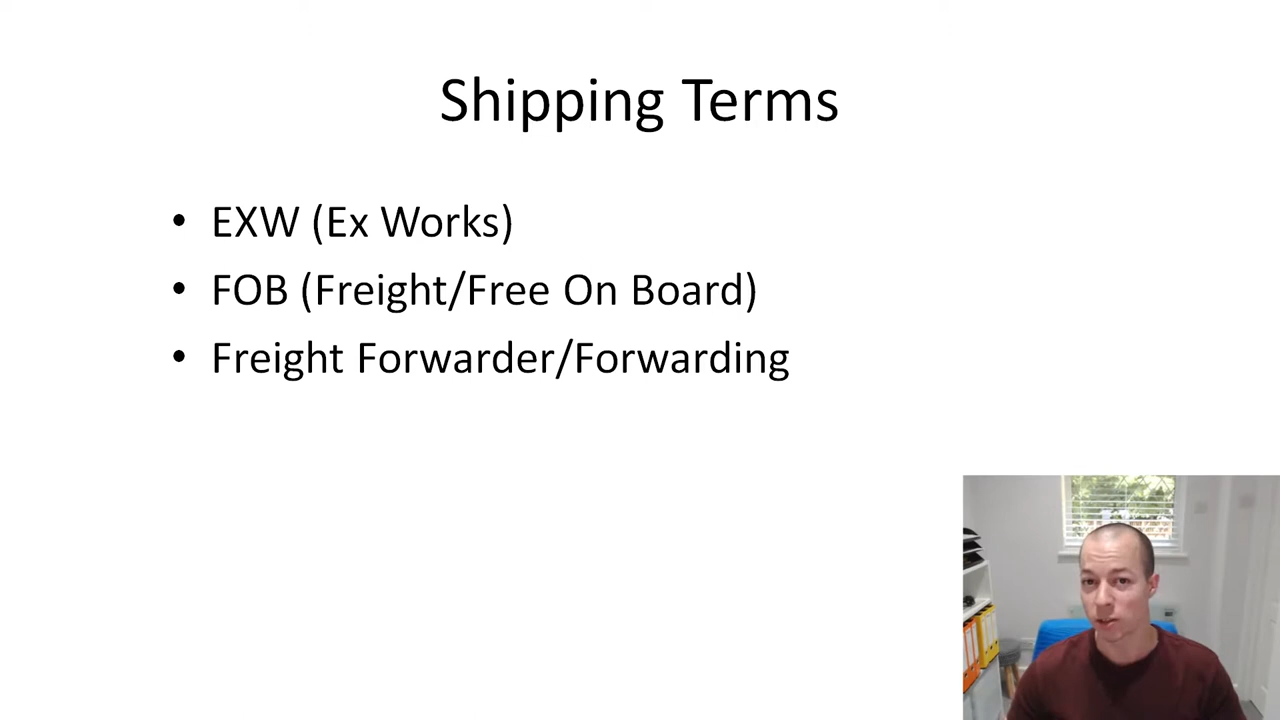 Shipping Terms
• EXW (Ex Works)
• FOB (Freight/Free On Board)
• Freight Forwarder/Forwarding